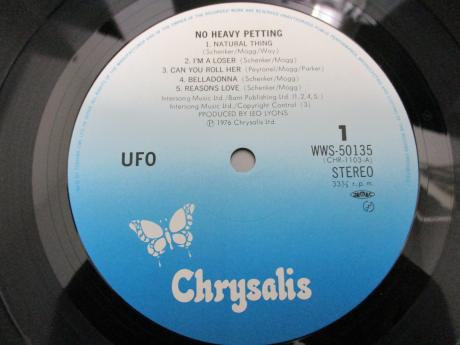 NO HEAVY PETTING
1. NATURAL THING
(Schenker/Mogg/Way)
2. I'M A LOSER (Schenker/Mogg)
3. CAN YOU ROLL HER (Peyronel/Mogg/Parker)
4. BELLADONNA (Schenker/Mogg)
5. REASONS LOVE (Schenker/Mogg)
Intersong Music Ltd./Barn Publishing Ltd. (1, 2, 4, 5.)
Intersong Music Ltd./Copyright Control (3)
PRODUCED BY LEO LYONS
Ⓟ 1976 Chrysalis Ltd.
UFO
1
WWS-50135
(CHR-1103-A)
STEREO
33⅓ r.p.m.
Chrysalis